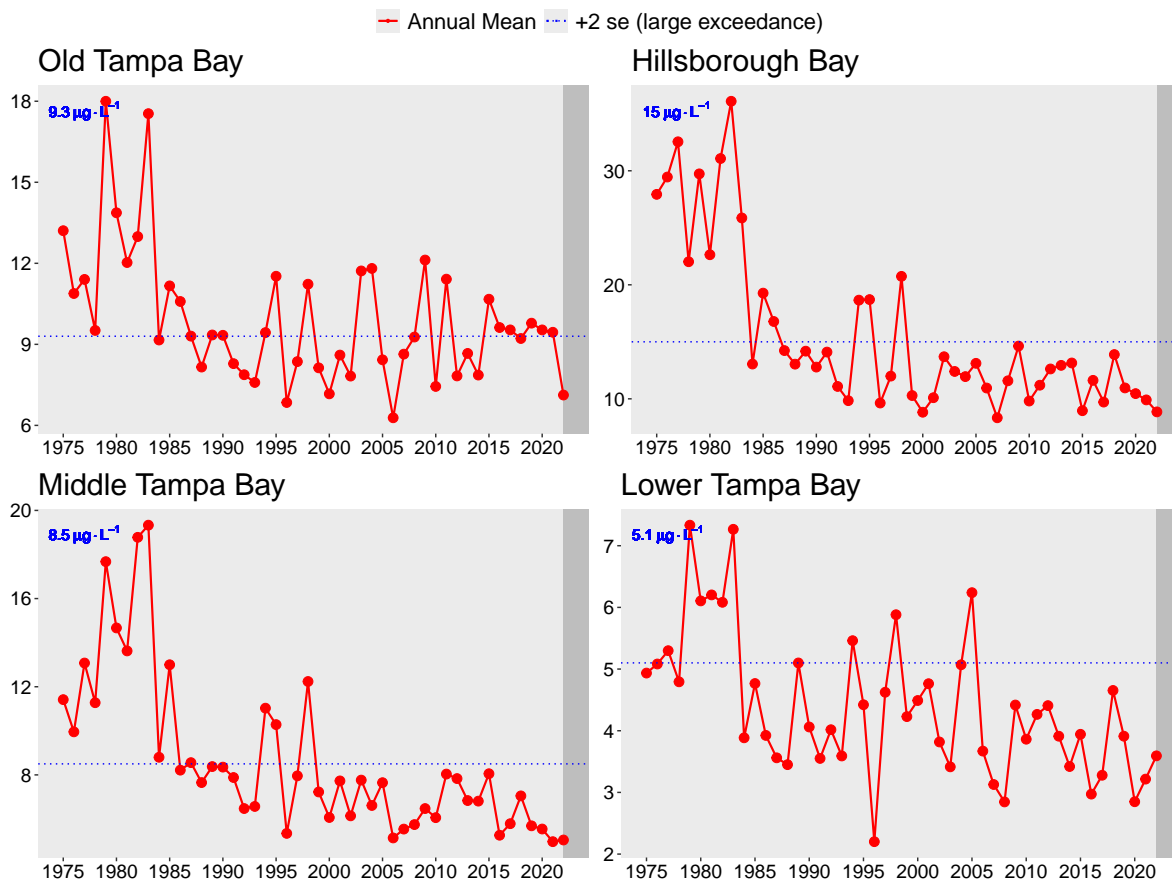 Annual Mean +2 se (large exceedance)
Old Tampa Bay
9.3 μg·L⁻¹
18
15
12
9
6
1975 1980 1985 1990 1995 2000 2005 2010 2015 2020
Hillsborough Bay
15 μg·L⁻¹
30
20
10
1975 1980 1985 1990 1995 2000 2005 2010 2015 2020
Middle Tampa Bay
8.5 μg·L⁻¹
20
16
12
8
1975 1980 1985 1990 1995 2000 2005 2010 2015 2020
Lower Tampa Bay
5.1 μg·L⁻¹
7
6
5
4
3
2
1975 1980 1985 1990 1995 2000 2005 2010 2015 2020